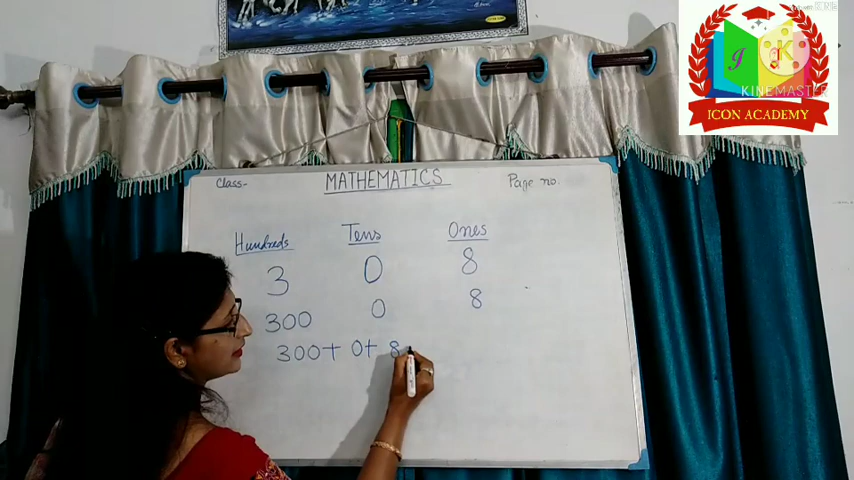 KINEMASTER
ICON ACADEMY
Class- MATHEMATICS Page no.
Hundreds Tens Ones
3 0 8
300 0 8
300+ 0+ 8